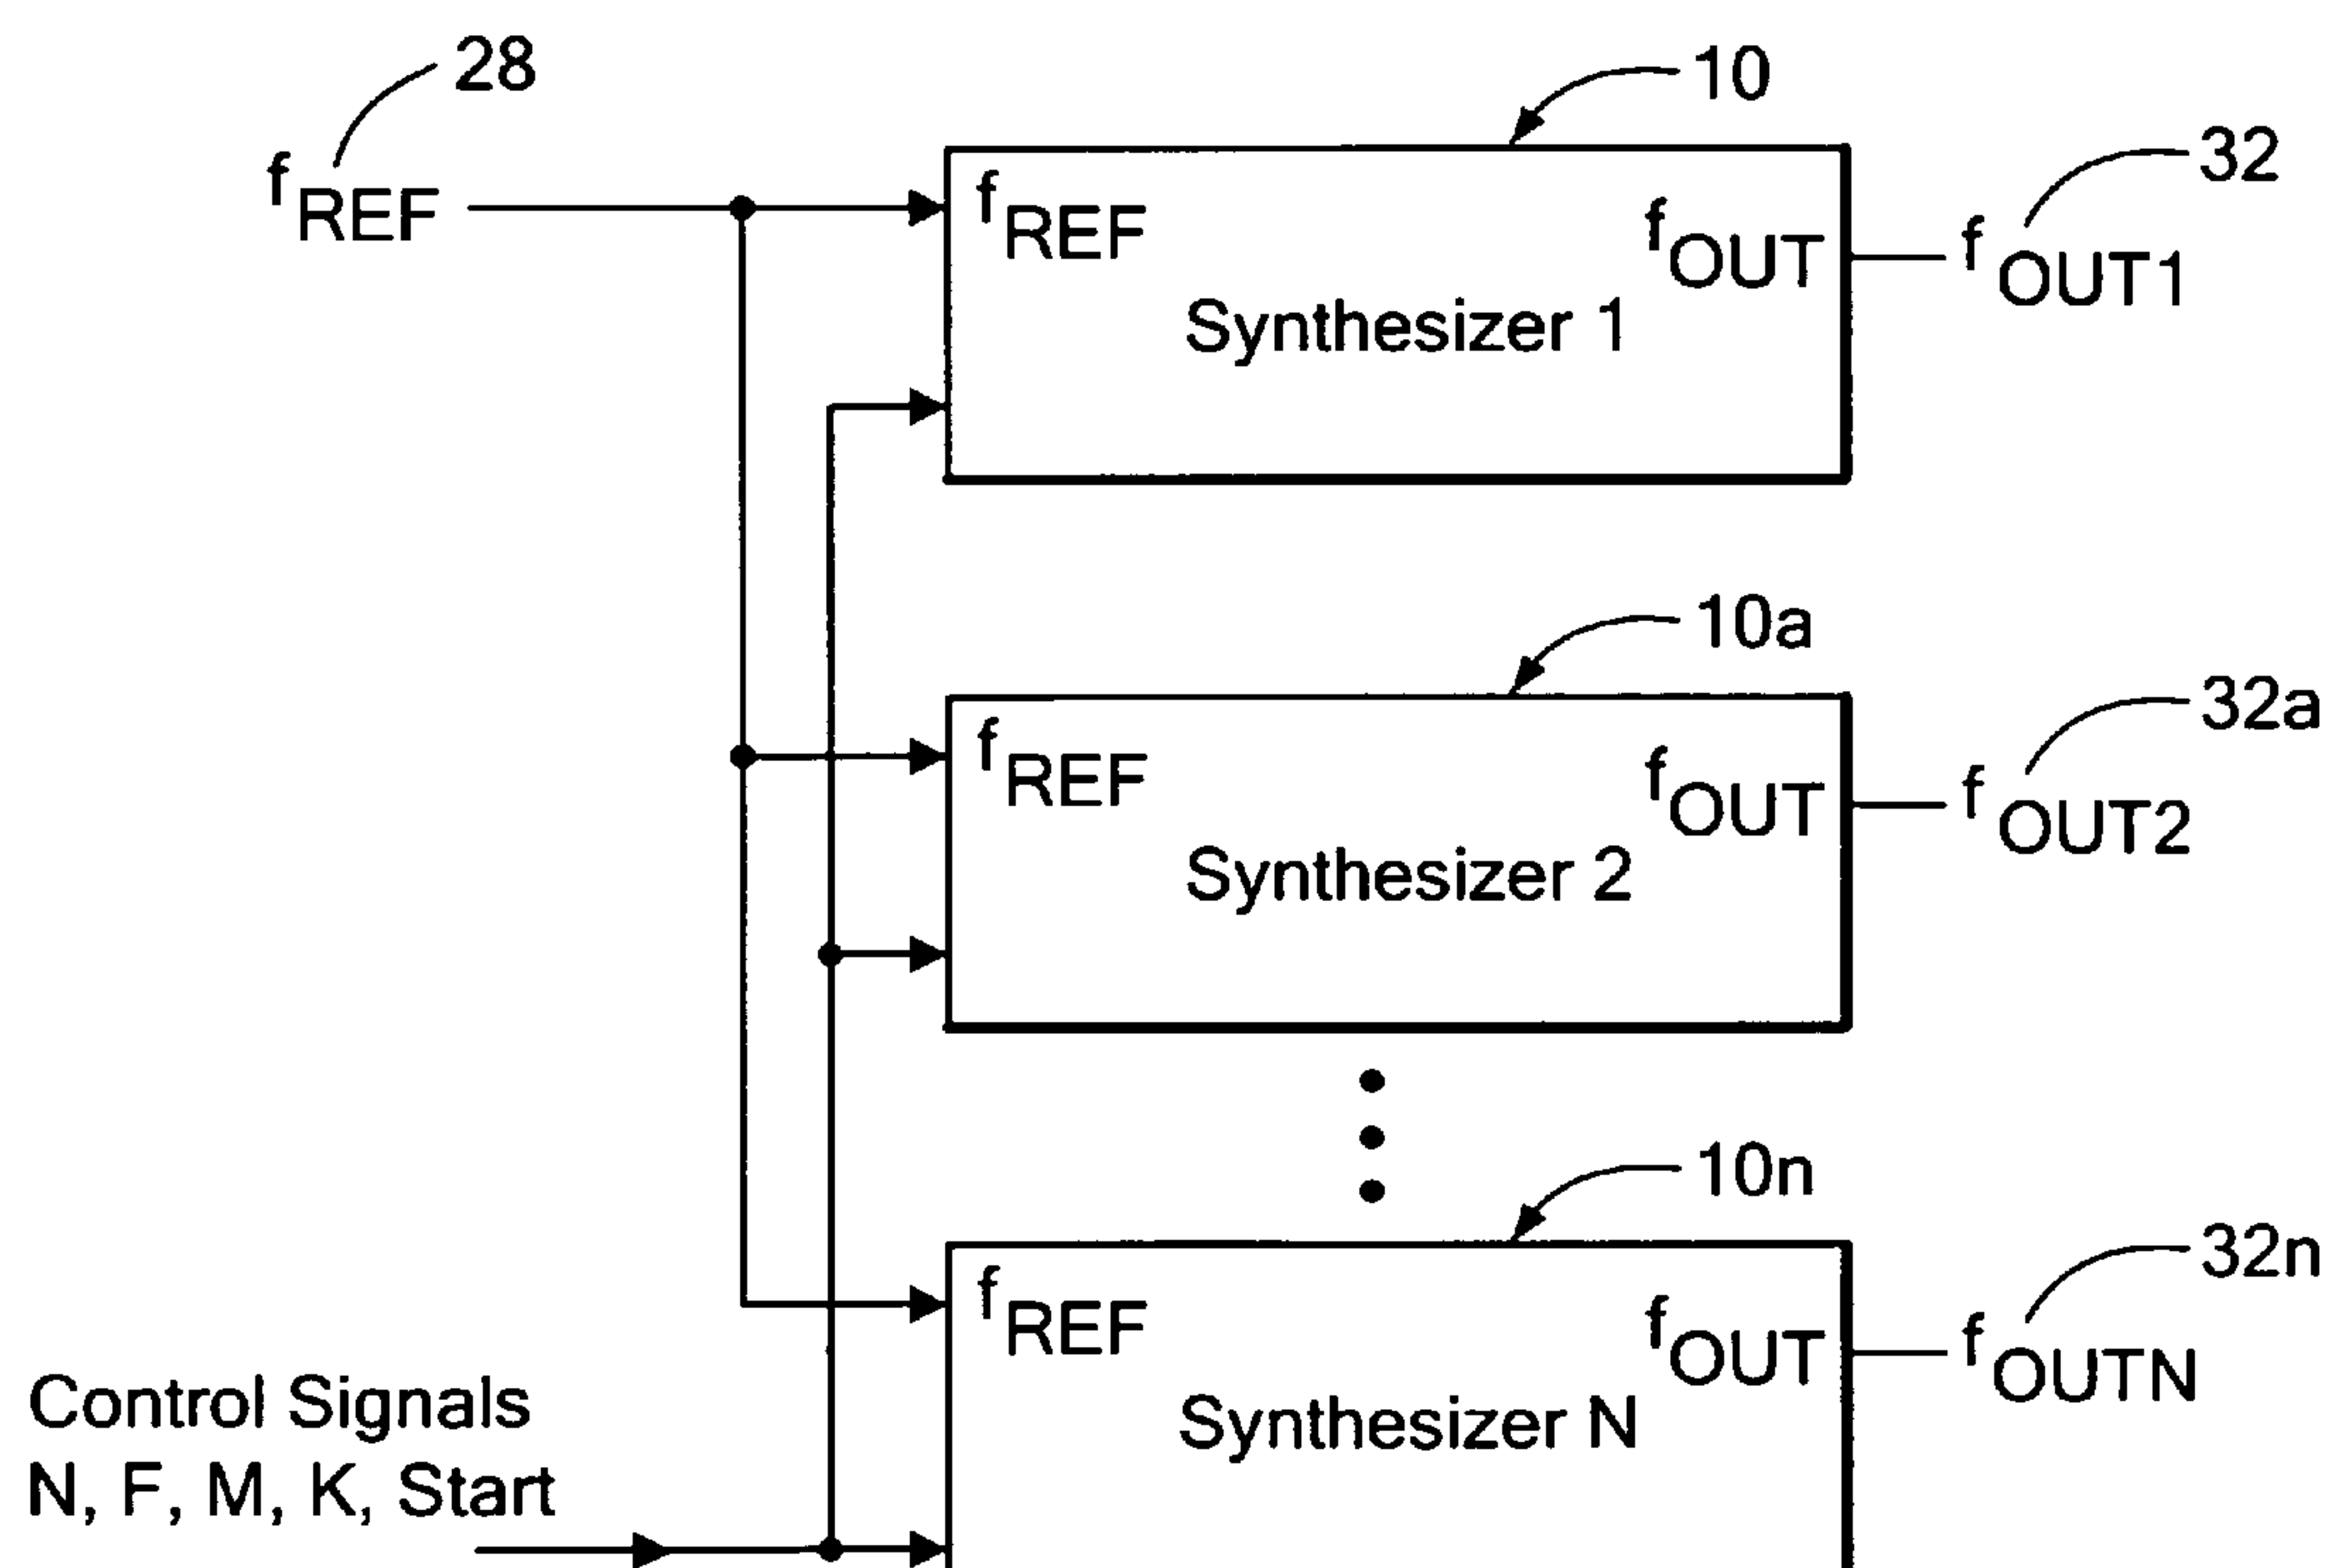 28
fREF
10
fREF
fOUT
Synthesizer 1
32
fOUT1
10a
fREF
fOUT
Synthesizer 2
32a
fOUT2
10n
fREF
fOUT
Synthesizer N
32n
fOUTN
Control Signals
N, F, M, K, Start